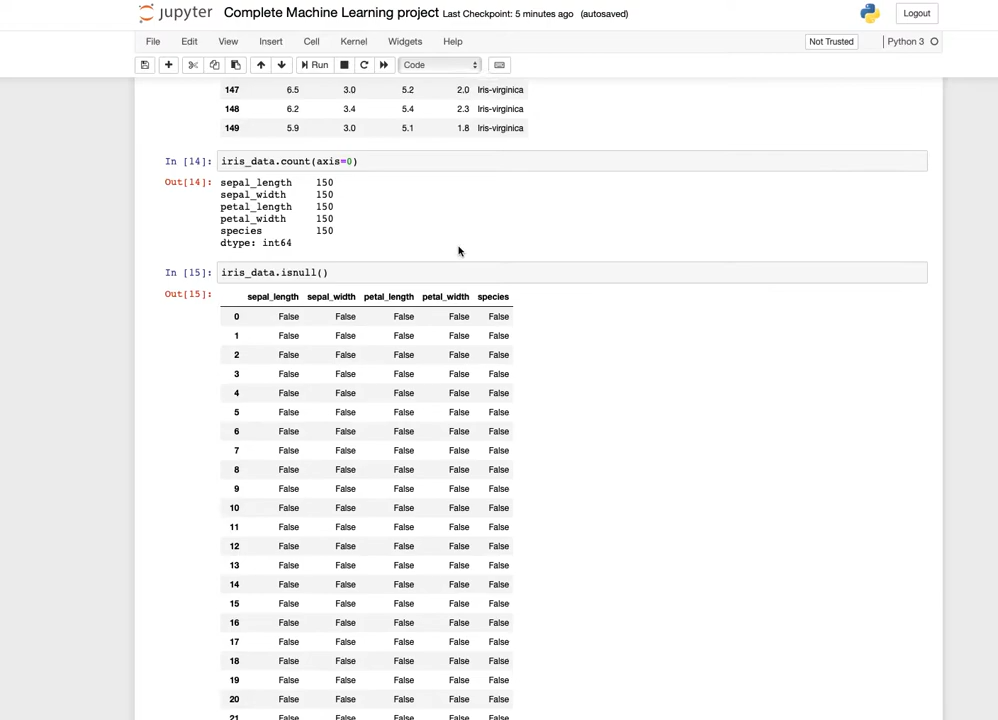 jupyter Complete Machine Learning project Last Checkpoint: 5 minutes ago (autosaved) Logout
File Edit View Insert Cell Kernel Widgets Help Not Trusted Python 3
Run Code
147 6.5 3.0 5.2 2.0 Iris-virginica
148 6.2 3.4 5.4 2.3 Iris-virginica
149 5.9 3.0 5.1 1.8 Iris-virginica
In [14]: iris_data.count(axis=0)
Out[14]: sepal_length 150
sepal_width 150
petal_length 150
petal_width 150
species 150
dtype: int64
In [15]: iris_data.isnull()
Out[15]:
sepal_length sepal_width petal_length petal_width species
0 False False False False False
1 False False False False False
2 False False False False False
3 False False False False False
4 False False False False False
5 False False False False False
6 False False False False False
7 False False False False False
8 False False False False False
9 False False False False False
10 False False False False False
11 False False False False False
12 False False False False False
13 False False False False False
14 False False False False False
15 False False False False False
16 False False False False False
17 False False False False False
18 False False False False False
19 False False False False False
20 False False False False False
21 False False False False False